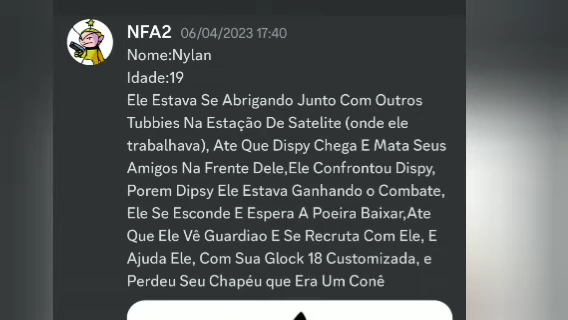 NFA2 06/04/2023 17:40
Nome:Nylan
Idade:19
Ele Estava Se Abrigando Junto Com Outros
Tubbies Na Estação De Satelite (onde ele
trabalhava), Ate Que Dispy Chega E Mata Seus
Amigos Na Frente Dele,Ele Confrontou Dispy,
Porem Dipsy Ele Estava Ganhando o Combate,
Ele Se Esconde E Espera A Poeira Baixar,Ate
Que Ele Vê Guardiao E Se Recruta Com Ele, E
Ajuda Ele, Com Sua Glock 18 Customizada, e
Perdeu Seu Chapéu que Era Um Conê